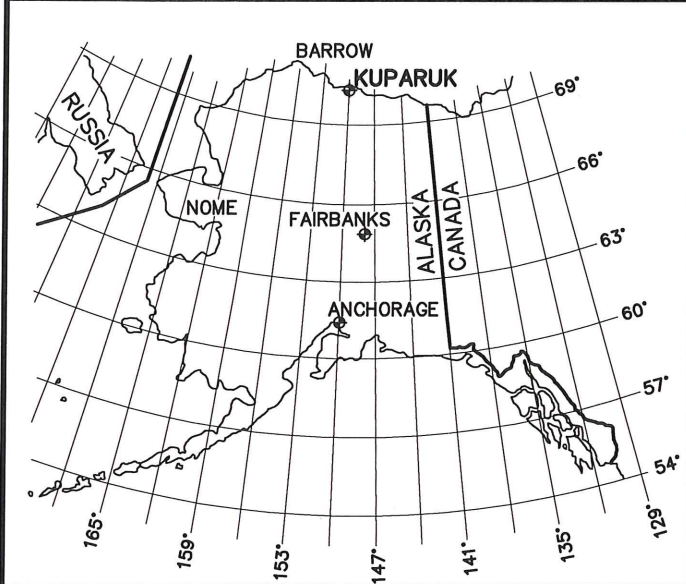 BARROW
KUPARUK
69°
RUSSIA
66°
NOME
FAIRBANKS
ALASKA
CANADA
63°
ANCHORAGE
60°
57°
54°
165°
159°
153°
147°
141°
135°
129°